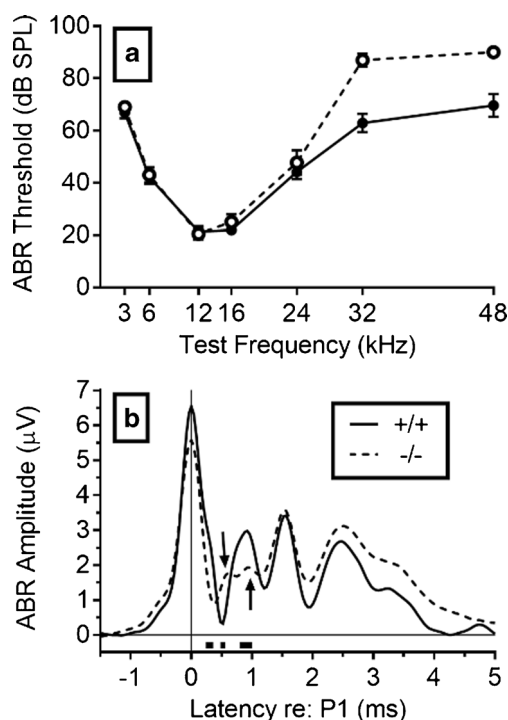 a
ABR Threshold (dB SPL)
100
80
60
40
20
0
3 6 12 16 24 32 48
Test Frequency (kHz)
b
ABR Amplitude (μV)
7
6
5
4
3
2
1
0
+/+
-/-
-1 0 1 2 3 4 5
Latency re: P1 (ms)